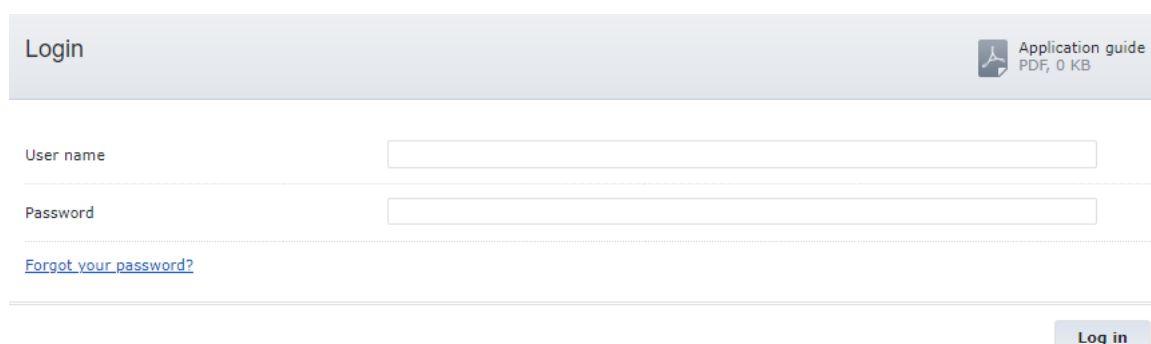 Login
Application guide
PDF, 0 KB
User name
Password
Forgot your password?
Log in